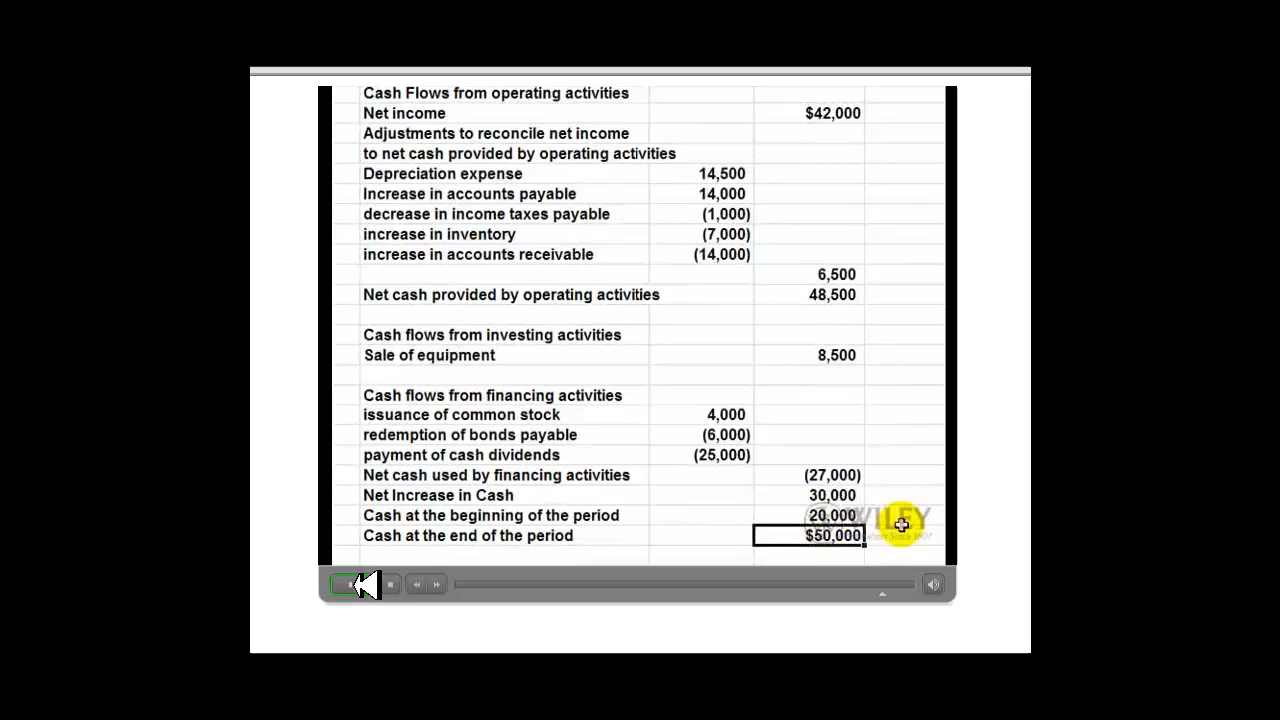 Cash Flows from operating activities
Net income $42,000
Adjustments to reconcile net income
to net cash provided by operating activities
Depreciation expense 14,500
Increase in accounts payable 14,000
decrease in income taxes payable (1,000)
increase in inventory (7,000)
increase in accounts receivable (14,000)
6,500
Net cash provided by operating activities 48,500
Cash flows from investing activities
Sale of equipment 8,500
Cash flows from financing activities
issuance of common stock 4,000
redemption of bonds payable (6,000)
payment of cash dividends (25,000)
Net cash used by financing activities (27,000)
Net Increase in Cash 30,000
Cash at the beginning of the period 20,000
WILEY
Cash at the end of the period $50,000